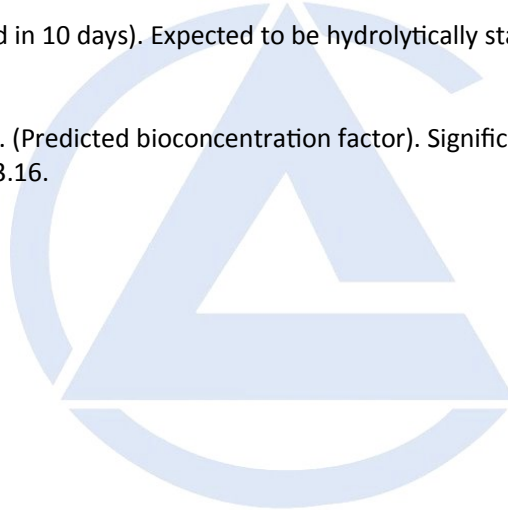 d in 10 days). Expected to be hydrolytically sta
. (Predicted bioconcentration factor). Signific
3.16.